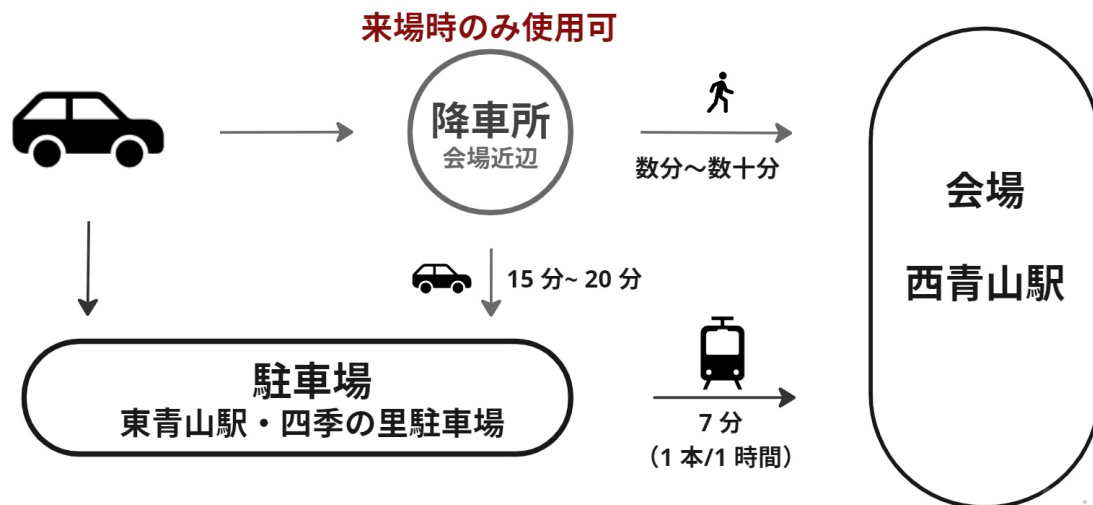 来場時のみ使用可
降車所
会場近辺
数分～数十分
会場
西青山駅
15 分~ 20 分
駐車場
東青山駅・四季の里駐車場
7 分
（1 本/1 時間）